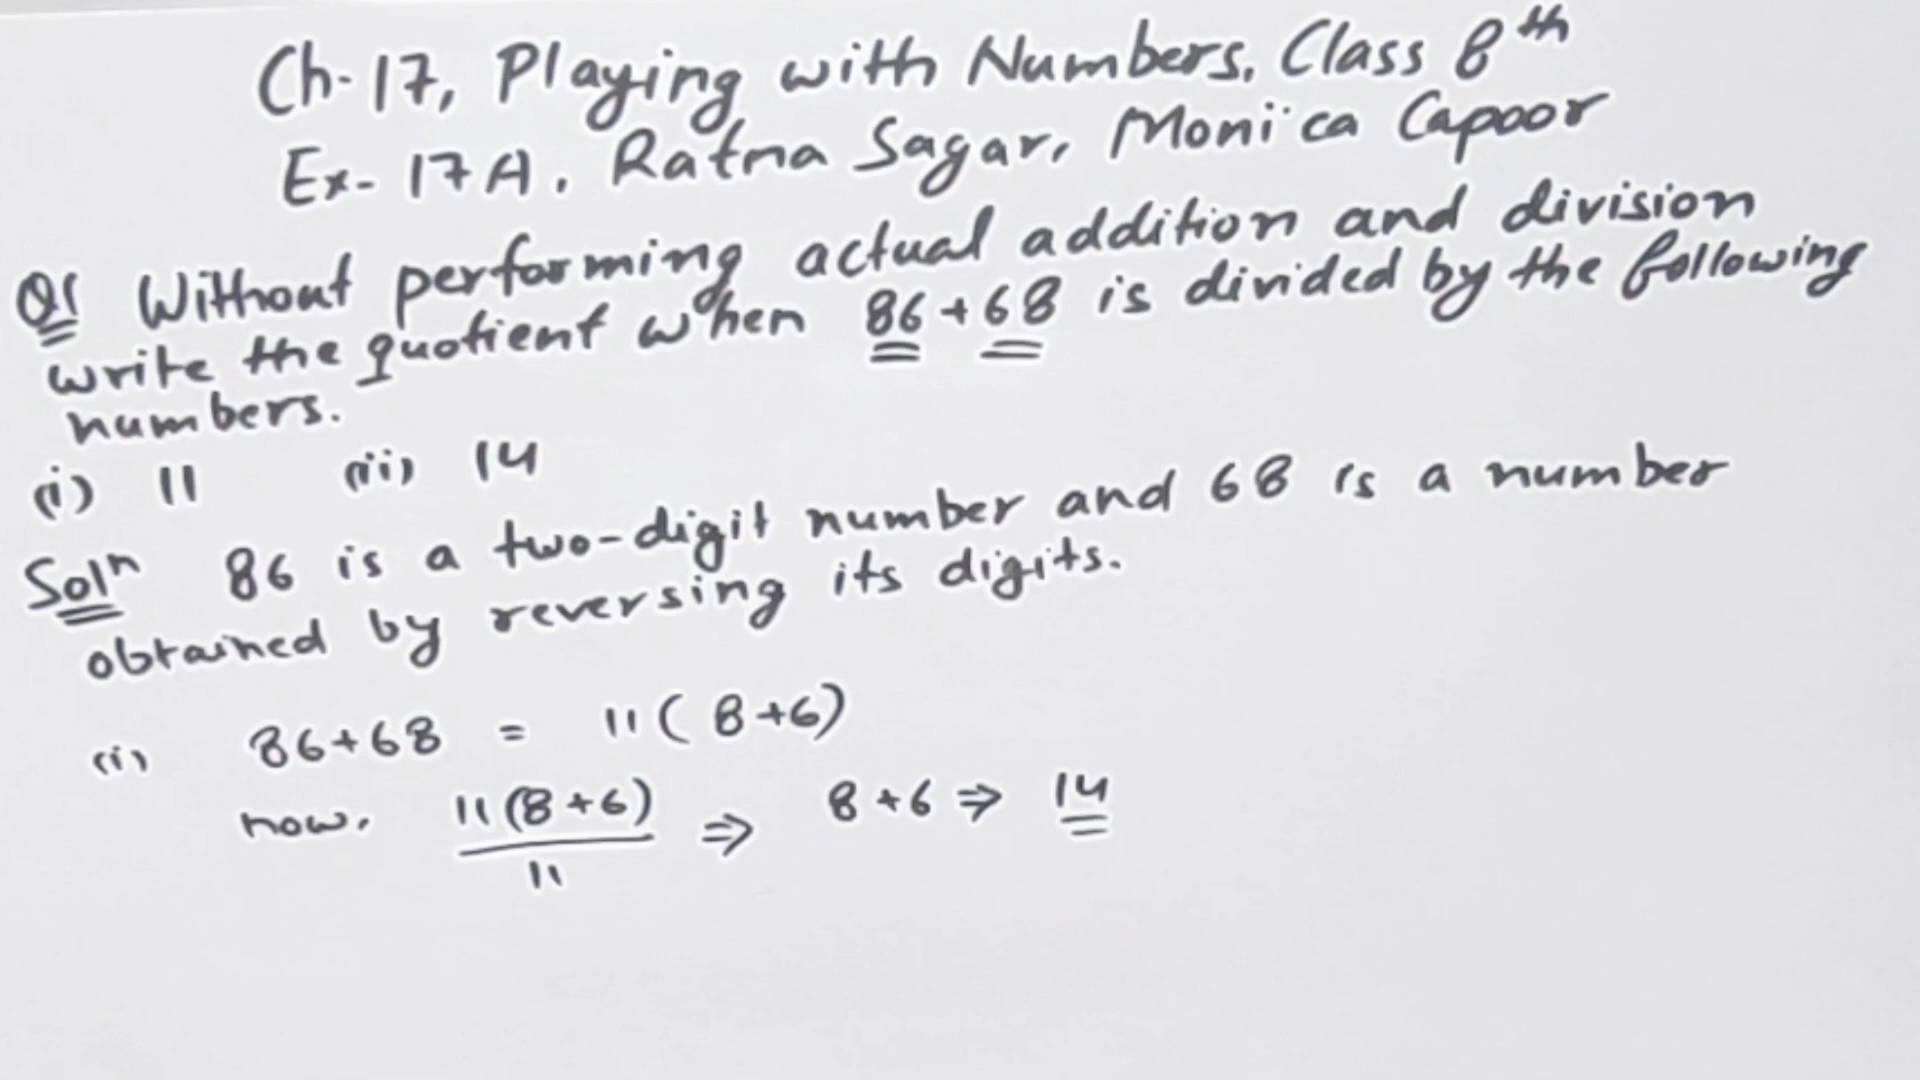 Ch-17, Playing with Numbers, Class 8th
Ex-17A, Ratna Sagar, Monica Capoor
Q1 Without performing actual addition and division
write the quotient when 86+68 is divided by the following
numbers.
(i) 11 (ii) 14
Soln 86 is a two-digit number and 68 is a number
obtained by reversing its digits.
(i) 86+68 = 11(8+6)
now, 11(8+6)/11 ⇒ 8+6 ⇒ 14